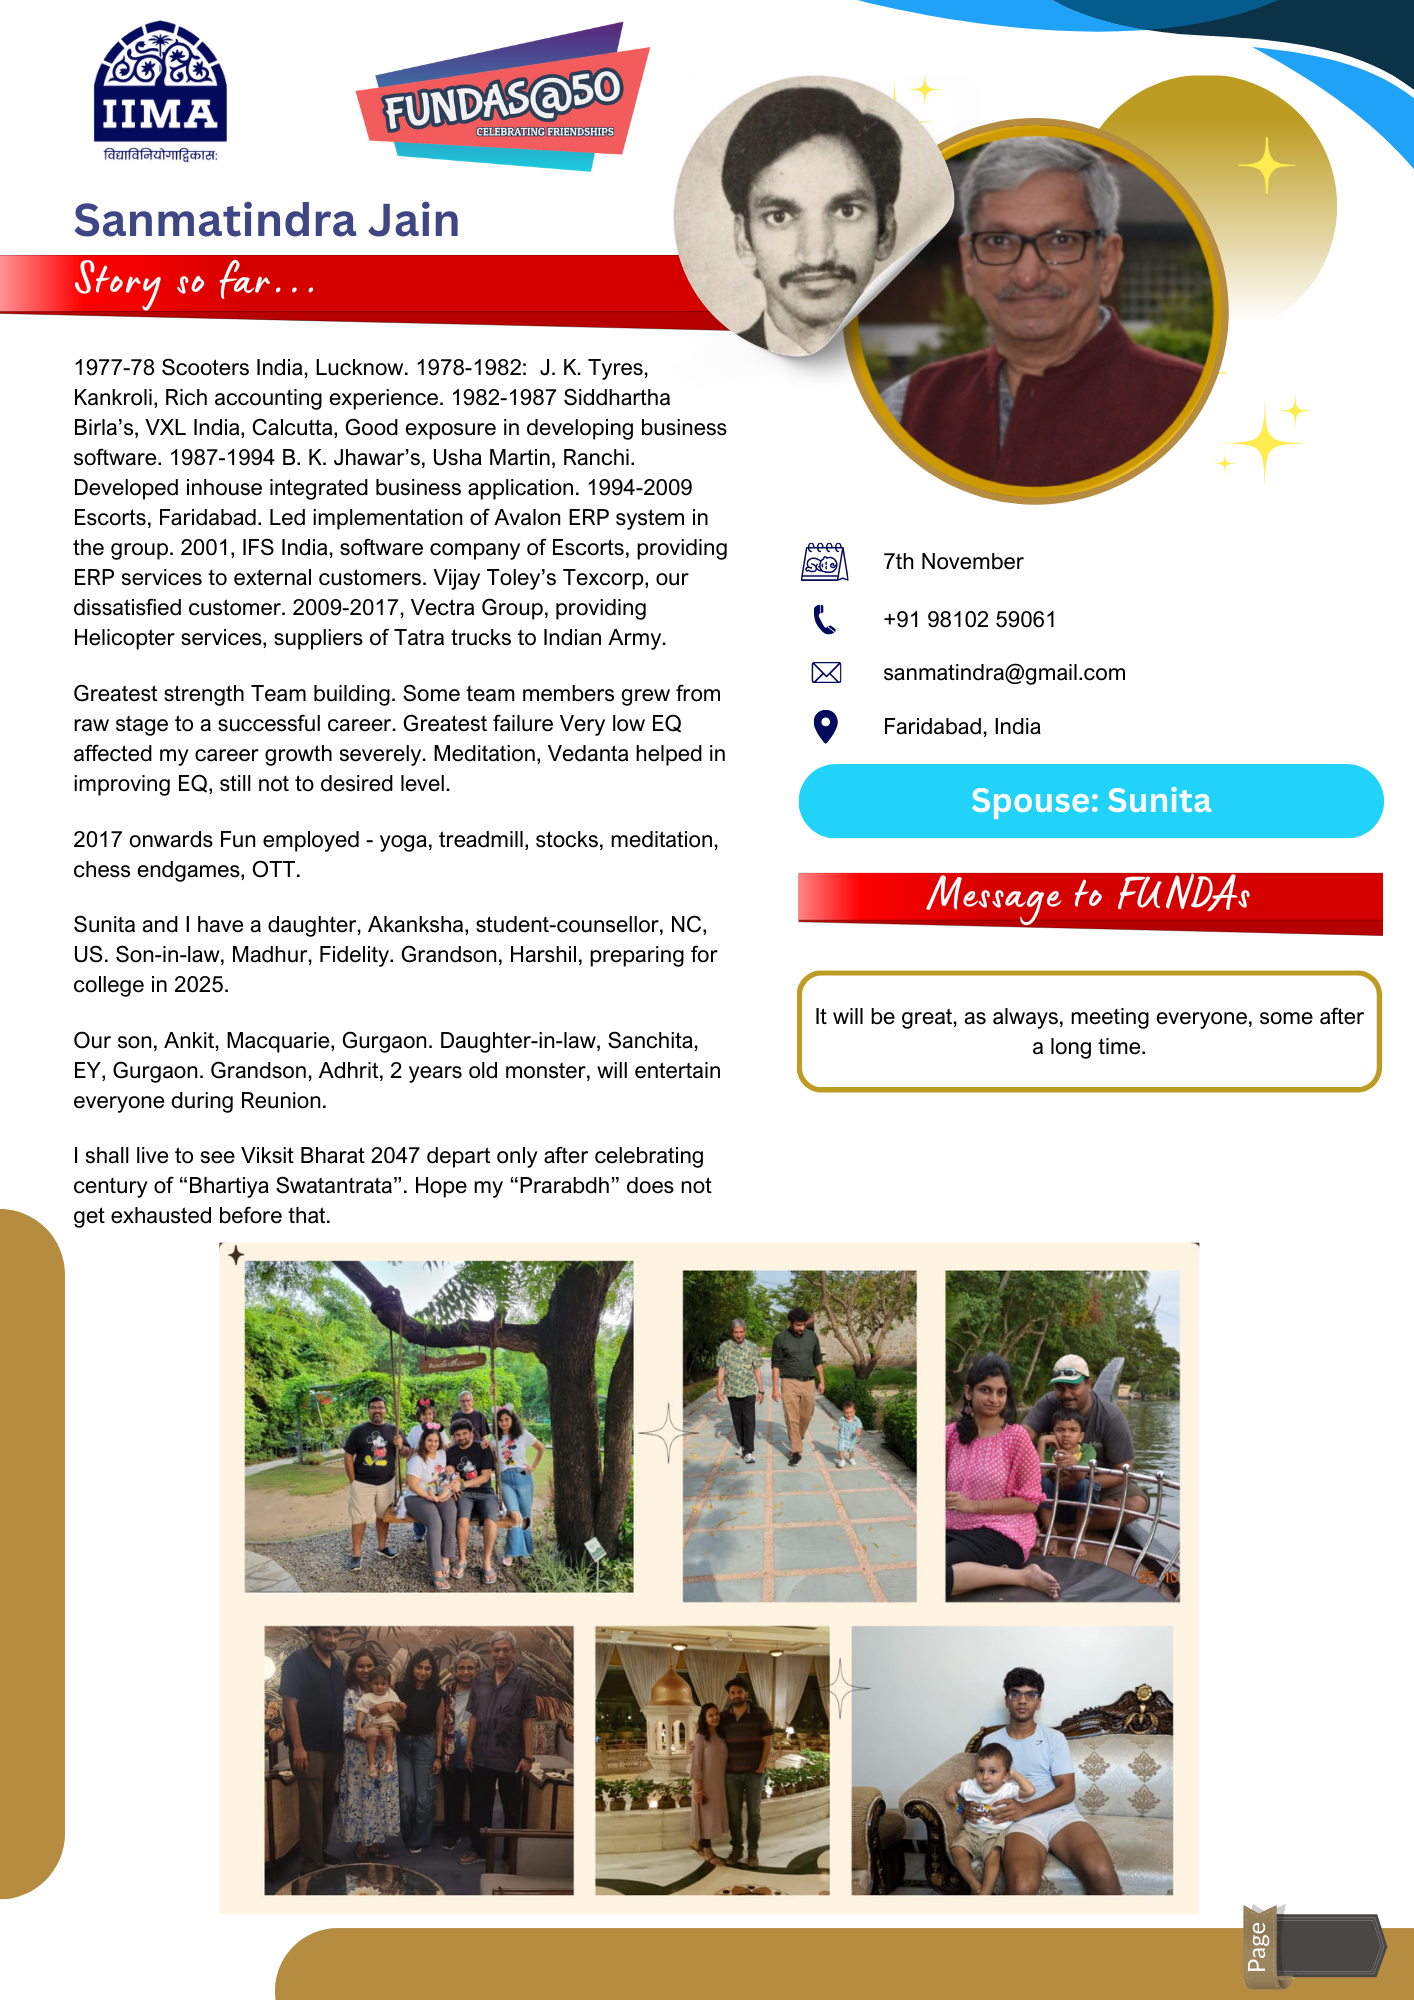 IIMA
विद्याविनियोगाद्विकास:
FUNDAS@50
CELEBRATING FRIENDSHIPS
Sanmatindra Jain
Story so far...
1977-78 Scooters India, Lucknow. 1978-1982:  J. K. Tyres,
Kankroli, Rich accounting experience. 1982-1987 Siddhartha
Birla’s, VXL India, Calcutta, Good exposure in developing business
software. 1987-1994 B. K. Jhawar’s, Usha Martin, Ranchi.
Developed inhouse integrated business application. 1994-2009
Escorts, Faridabad. Led implementation of Avalon ERP system in
the group. 2001, IFS India, software company of Escorts, providing
ERP services to external customers. Vijay Toley’s Texcorp, our
dissatisfied customer. 2009-2017, Vectra Group, providing
Helicopter services, suppliers of Tatra trucks to Indian Army.
Greatest strength Team building. Some team members grew from
raw stage to a successful career. Greatest failure Very low EQ
affected my career growth severely. Meditation, Vedanta helped in
improving EQ, still not to desired level.
2017 onwards Fun employed - yoga, treadmill, stocks, meditation,
chess endgames, OTT.
Sunita and I have a daughter, Akanksha, student-counsellor, NC,
US. Son-in-law, Madhur, Fidelity. Grandson, Harshil, preparing for
college in 2025.
Our son, Ankit, Macquarie, Gurgaon. Daughter-in-law, Sanchita,
EY, Gurgaon. Grandson, Adhrit, 2 years old monster, will entertain
everyone during Reunion.
I shall live to see Viksit Bharat 2047 depart only after celebrating
century of “Bhartiya Swatantrata”. Hope my “Prarabdh” does not
get exhausted before that.
7th November
+91 98102 59061
sanmatindra@gmail.com
Faridabad, India
Spouse: Sunita
Message to FUNDAs
It will be great, as always, meeting everyone, some after
a long time.
Page